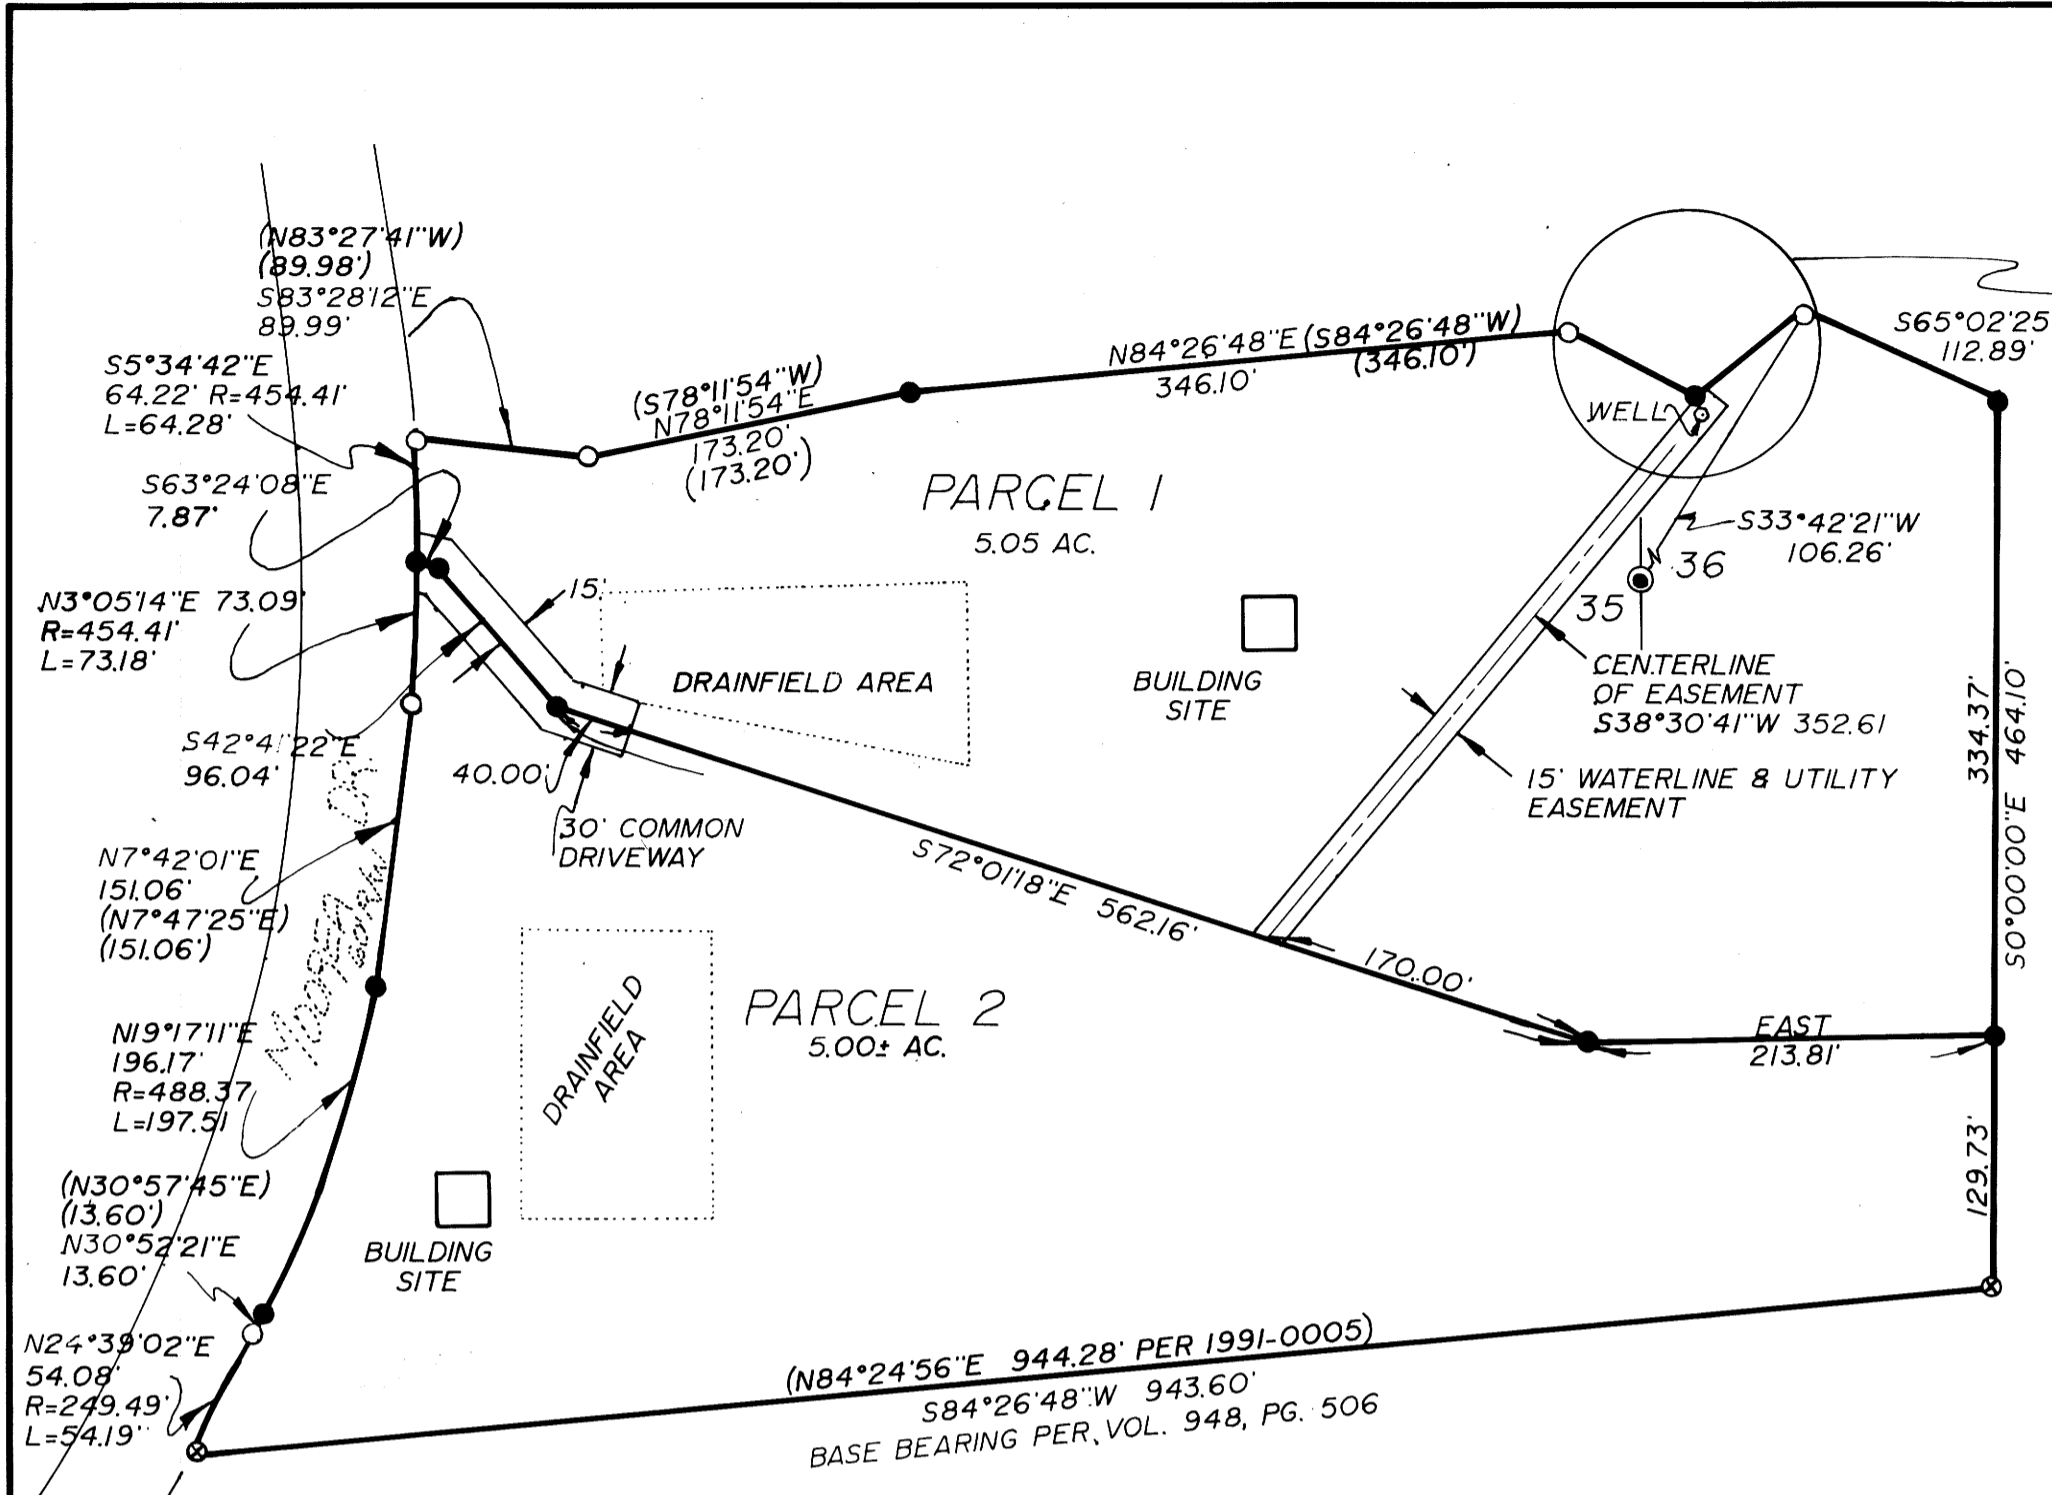 (N83°27'41"W)
(89.98')
S83°28'12"E
89.99'
S5°34'42"E
64.22' R=454.41'
L=64.28'
S63°24'08"E
7.87'
N3°05'14"E 73.09'
R=454.41'
L=73.18'
S42°41'22"E
96.04'
N7°42'01"E
151.06'
(N7°47'25"E)
(151.06')
N19°17'11"E
196.17'
R=488.37
L=197.51
(N30°57'45"E)
(13.60')
N30°52'21"E
13.60'
N24°39'02"E
54.08'
R=249.49'
L=54.19'
DR.
(S78°11'54"W)
N78°11'54"E
173.20'
(173.20')
N84°26'48"E (S84°26'48"W)
346.10' (346.10')
WELL
S65°02'25
112.89'
PARCEL 1
5.05 AC.
S33°42'21"W
106.26'
36
35
15'
DRAINFIELD AREA
BUILDING
SITE
CENTERLINE
OF EASEMENT
S38°30'41"W 352.61
15' WATERLINE & UTILITY
EASEMENT
334.37'
S0°00'00"E 464.10'
40.00'
30' COMMON
DRIVEWAY
S72°01'18"E 562.16'
170.00'
EAST
213.81'
PARCEL 2
5.00± AC.
DRAINFIELD
AREA
129.73'
BUILDING
SITE
(N84°24'56"E 944.28' PER 1991-0005)
S84°26'48"W 943.60'
BASE BEARING PER, VOL. 948, PG. 506